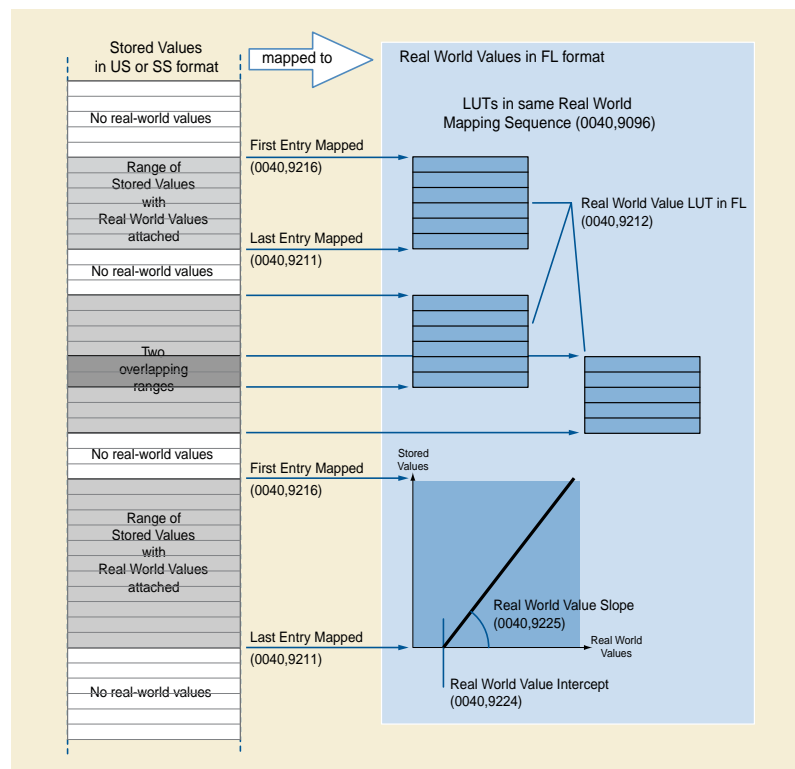 Stored Values
in US or SS format
mapped to
Real World Values in FL format
LUTs in same Real World
Mapping Sequence (0040,9096)
No real-world values
First Entry Mapped
(0040,9216)
Range of
Stored Values
with
Real World Values
attached
Real World Value LUT in FL
(0040,9212)
Last Entry Mapped
(0040,9211)
No real-world values
Two
overlapping
ranges
No real-world values
Stored
Values
First Entry Mapped
(0040,9216)
Range of
Stored Values
with
Real World Values
attached
Real World Value Slope
(0040,9225)
Last Entry Mapped
(0040,9211)
Real World
Values
No real-world values
Real World Value Intercept
(0040,9224)